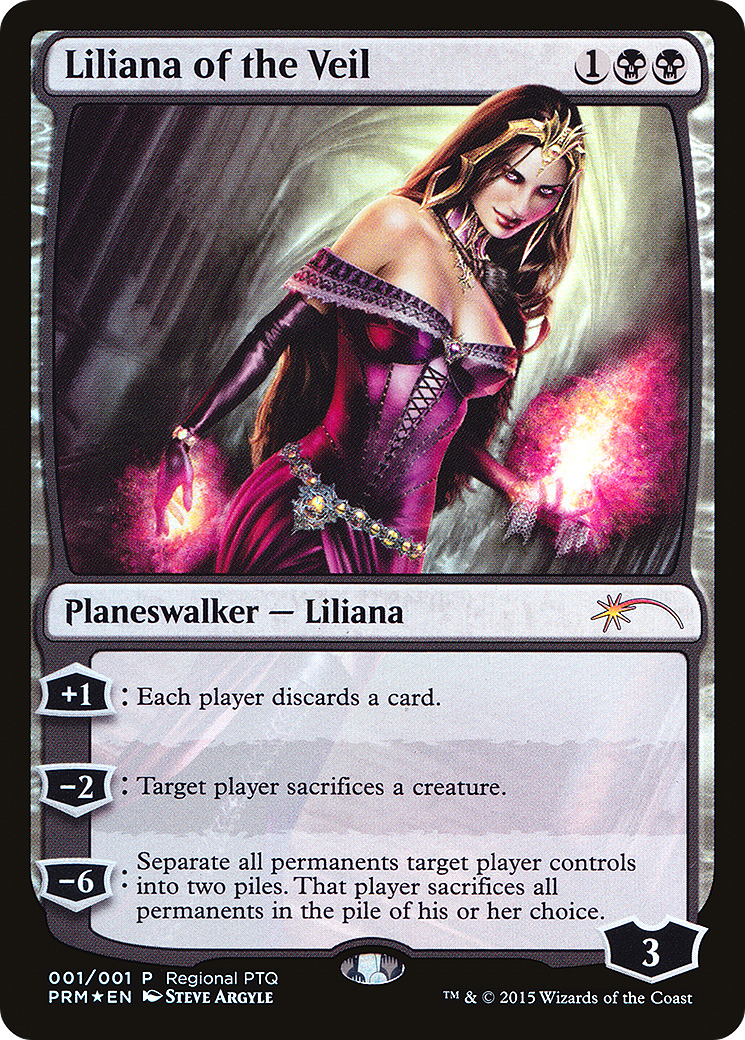 Liliana of the Veil 1
Planeswalker — Liliana
+1 : Each player discards a card.
−2 : Target player sacrifices a creature.
−6 : Separate all permanents target player controls
into two piles. That player sacrifices all
permanents in the pile of his or her choice.
3
001/001 P Regional PTQ
PRM★EN Steve Argyle ™ & © 2015 Wizards of the Coast